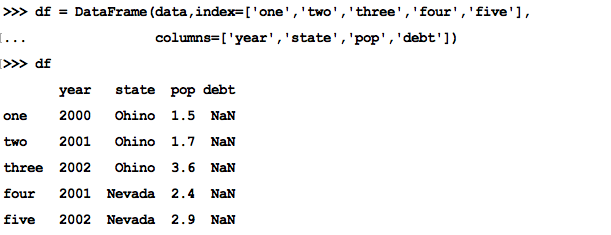 >>> df = DataFrame(data,index=['one','two','three','four','five'],
... columns=['year','state','pop','debt'])
>>> df
year state pop debt
one 2000 Ohino 1.5 NaN
two 2001 Ohino 1.7 NaN
three 2002 Ohino 3.6 NaN
four 2001 Nevada 2.4 NaN
five 2002 Nevada 2.9 NaN